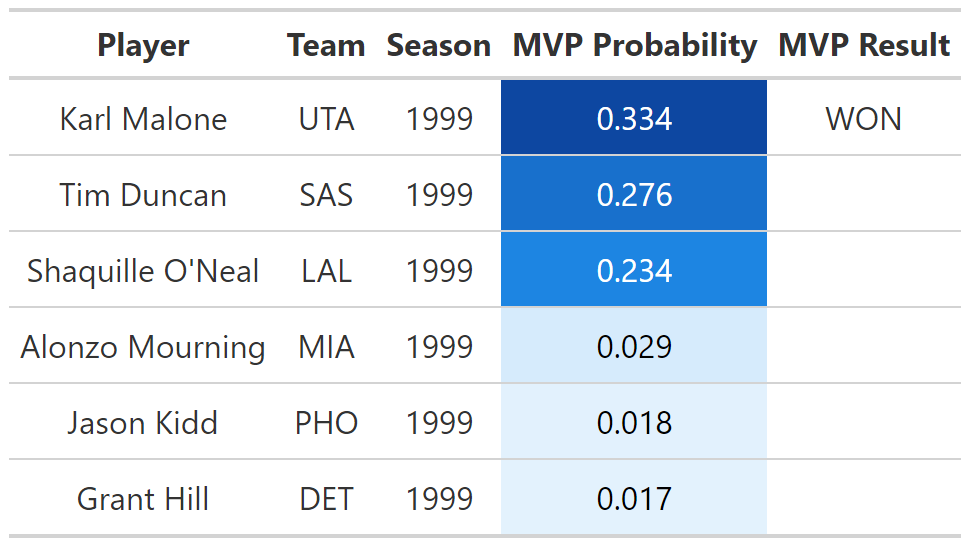 Player Team Season MVP Probability MVP Result
Karl Malone UTA 1999 0.334 WON
Tim Duncan SAS 1999 0.276
Shaquille O'Neal LAL 1999 0.234
Alonzo Mourning MIA 1999 0.029
Jason Kidd PHO 1999 0.018
Grant Hill DET 1999 0.017